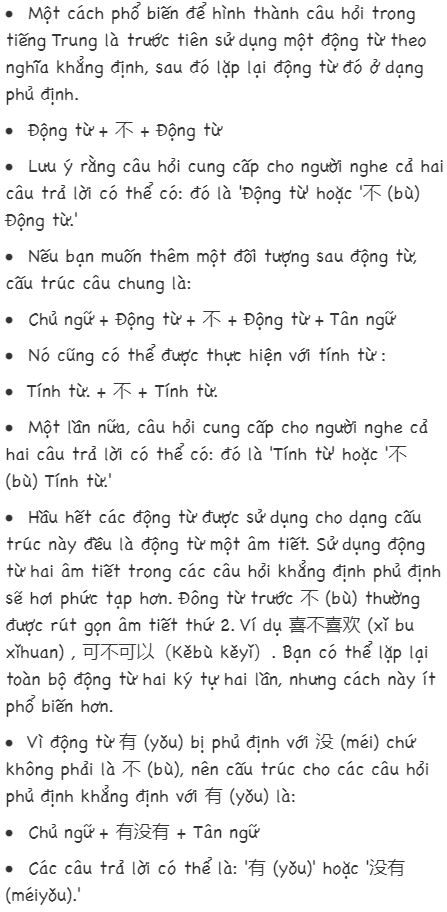 • Một cách phổ biến để hình thành câu hỏi trong
tiếng Trung là trước tiên sử dụng một động từ theo
nghĩa khẳng định, sau đó lặp lại động từ đó ở dạng
phủ định.
• Động từ + 不 + Động từ
• Lưu ý rằng câu hỏi cung cấp cho người nghe cả hai
câu trả lời có thể có: đó là 'Động từ' hoặc '不 (bù)
Động từ.'
• Nếu bạn muốn thêm một đối tượng sau động từ,
cấu trúc câu chung là:
• Chủ ngữ + Động từ + 不 + Động từ + Tân ngữ
• Nó cũng có thể được thực hiện với tính từ :
• Tính từ. + 不 + Tính từ.
• Một lần nữa, câu hỏi cung cấp cho người nghe cả
hai câu trả lời có thể có: đó là 'Tính từ' hoặc '不
(bù) Tính từ.'
• Hầu hết các động từ được sử dụng cho dạng cấu
trúc này đều là động từ một âm tiết. Sử dụng động
từ hai âm tiết trong các câu hỏi khẳng định phủ định
sẽ hơi phức tạp hơn. Đông từ trước 不 (bù) thường
được rút gọn âm tiết thứ 2. Ví dụ 喜不喜欢 (xǐ bu
xǐhuan) , 可不可以 (Kěbù kěyǐ) . Bạn có thể lặp lại
toàn bộ động từ hai ký tự hai lần, nhưng cách này ít
phổ biến hơn.
• Vì động từ 有 (yǒu) bị phủ định với 没 (méi) chứ
không phải là 不 (bù), nên cấu trúc cho các câu hỏi
phủ định khẳng định với 有 (yǒu) là:
• Chủ ngữ + 有没有 + Tân ngữ
• Các câu trả lời có thể là: '有 (yǒu)' hoặc '没有
(méiyǒu).'